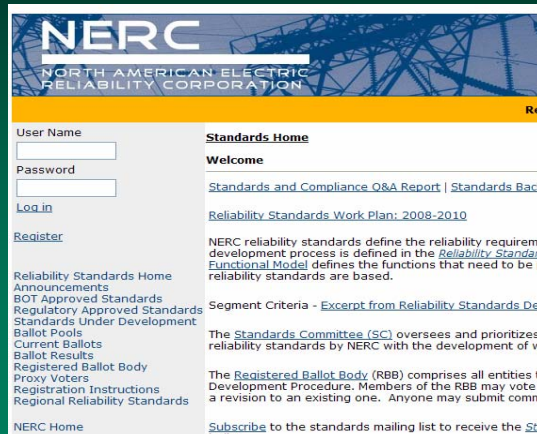 NERC
NORTH AMERICAN ELECTRIC
RELIABILITY CORPORATION
User Name
Password
Log in
Register
Reliability Standards Home
Announcements
BOT Approved Standards
Regulatory Approved Standards
Standards Under Development
Ballot Pools
Current Ballots
Ballot Results
Registered Ballot Body
Proxy Voters
Registration Instructions
Regional Reliability Standards
NERC Home
Standards Home
Welcome
Standards and Compliance Q&A Report | Standards
Reliability Standards Work Plan: 2008-2010
NERC reliability standards define the reliability
development process is defined in the Reliability
Functional Model defines the functions that need to be
reliability standards are based.
Segment Criteria - Excerpt from Reliability Standards
The Standards Committee (SC) oversees and prioritizes
reliability standards by NERC with the development of
The Registered Ballot Body (RBB) comprises all entities
Development Procedure. Members of the RBB may vote
a revision to an existing one. Anyone may submit
Subscribe to the standards mailing list to receive the